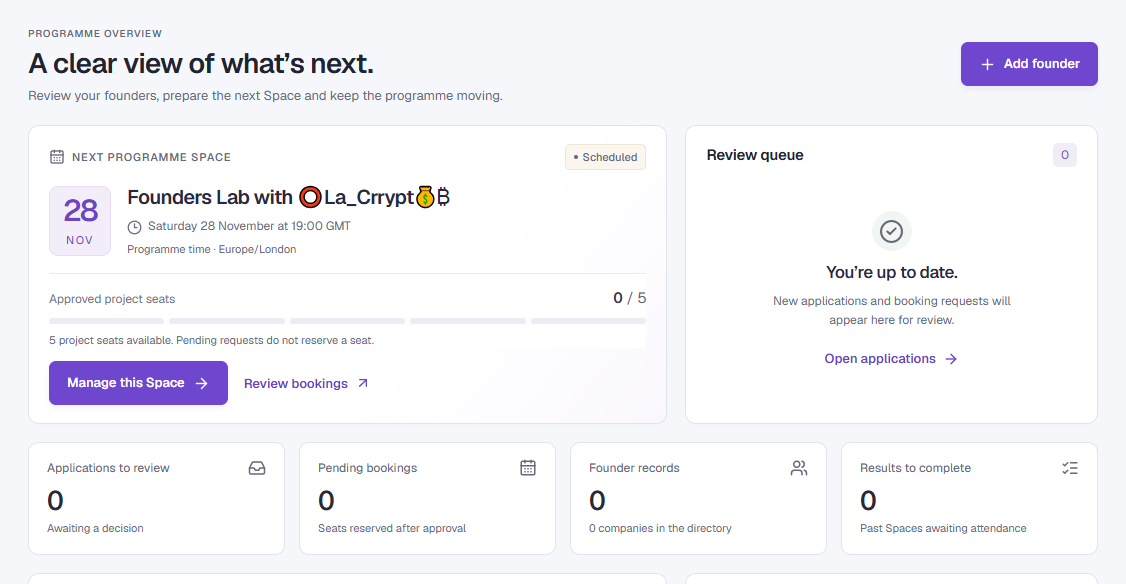 PROGRAMME OVERVIEW
A clear view of what's next.
Review your founders, prepare the next Space and keep the programme moving.
+ Add founder
NEXT PROGRAMME SPACE
• Scheduled
28
NOV
Founders Lab with ⭕La_Crrypt💰₿
Saturday 28 November at 19:00 GMT
Programme time · Europe/London
Approved project seats
0 / 5
5 project seats available. Pending requests do not reserve a seat.
Manage this Space →
Review bookings ↗
Review queue
0
You're up to date.
New applications and booking requests will
appear here for review.
Open applications →
Applications to review
0
Awaiting a decision
Pending bookings
0
Seats reserved after approval
Founder records
0
0 companies in the directory
Results to complete
0
Past Spaces awaiting attendance